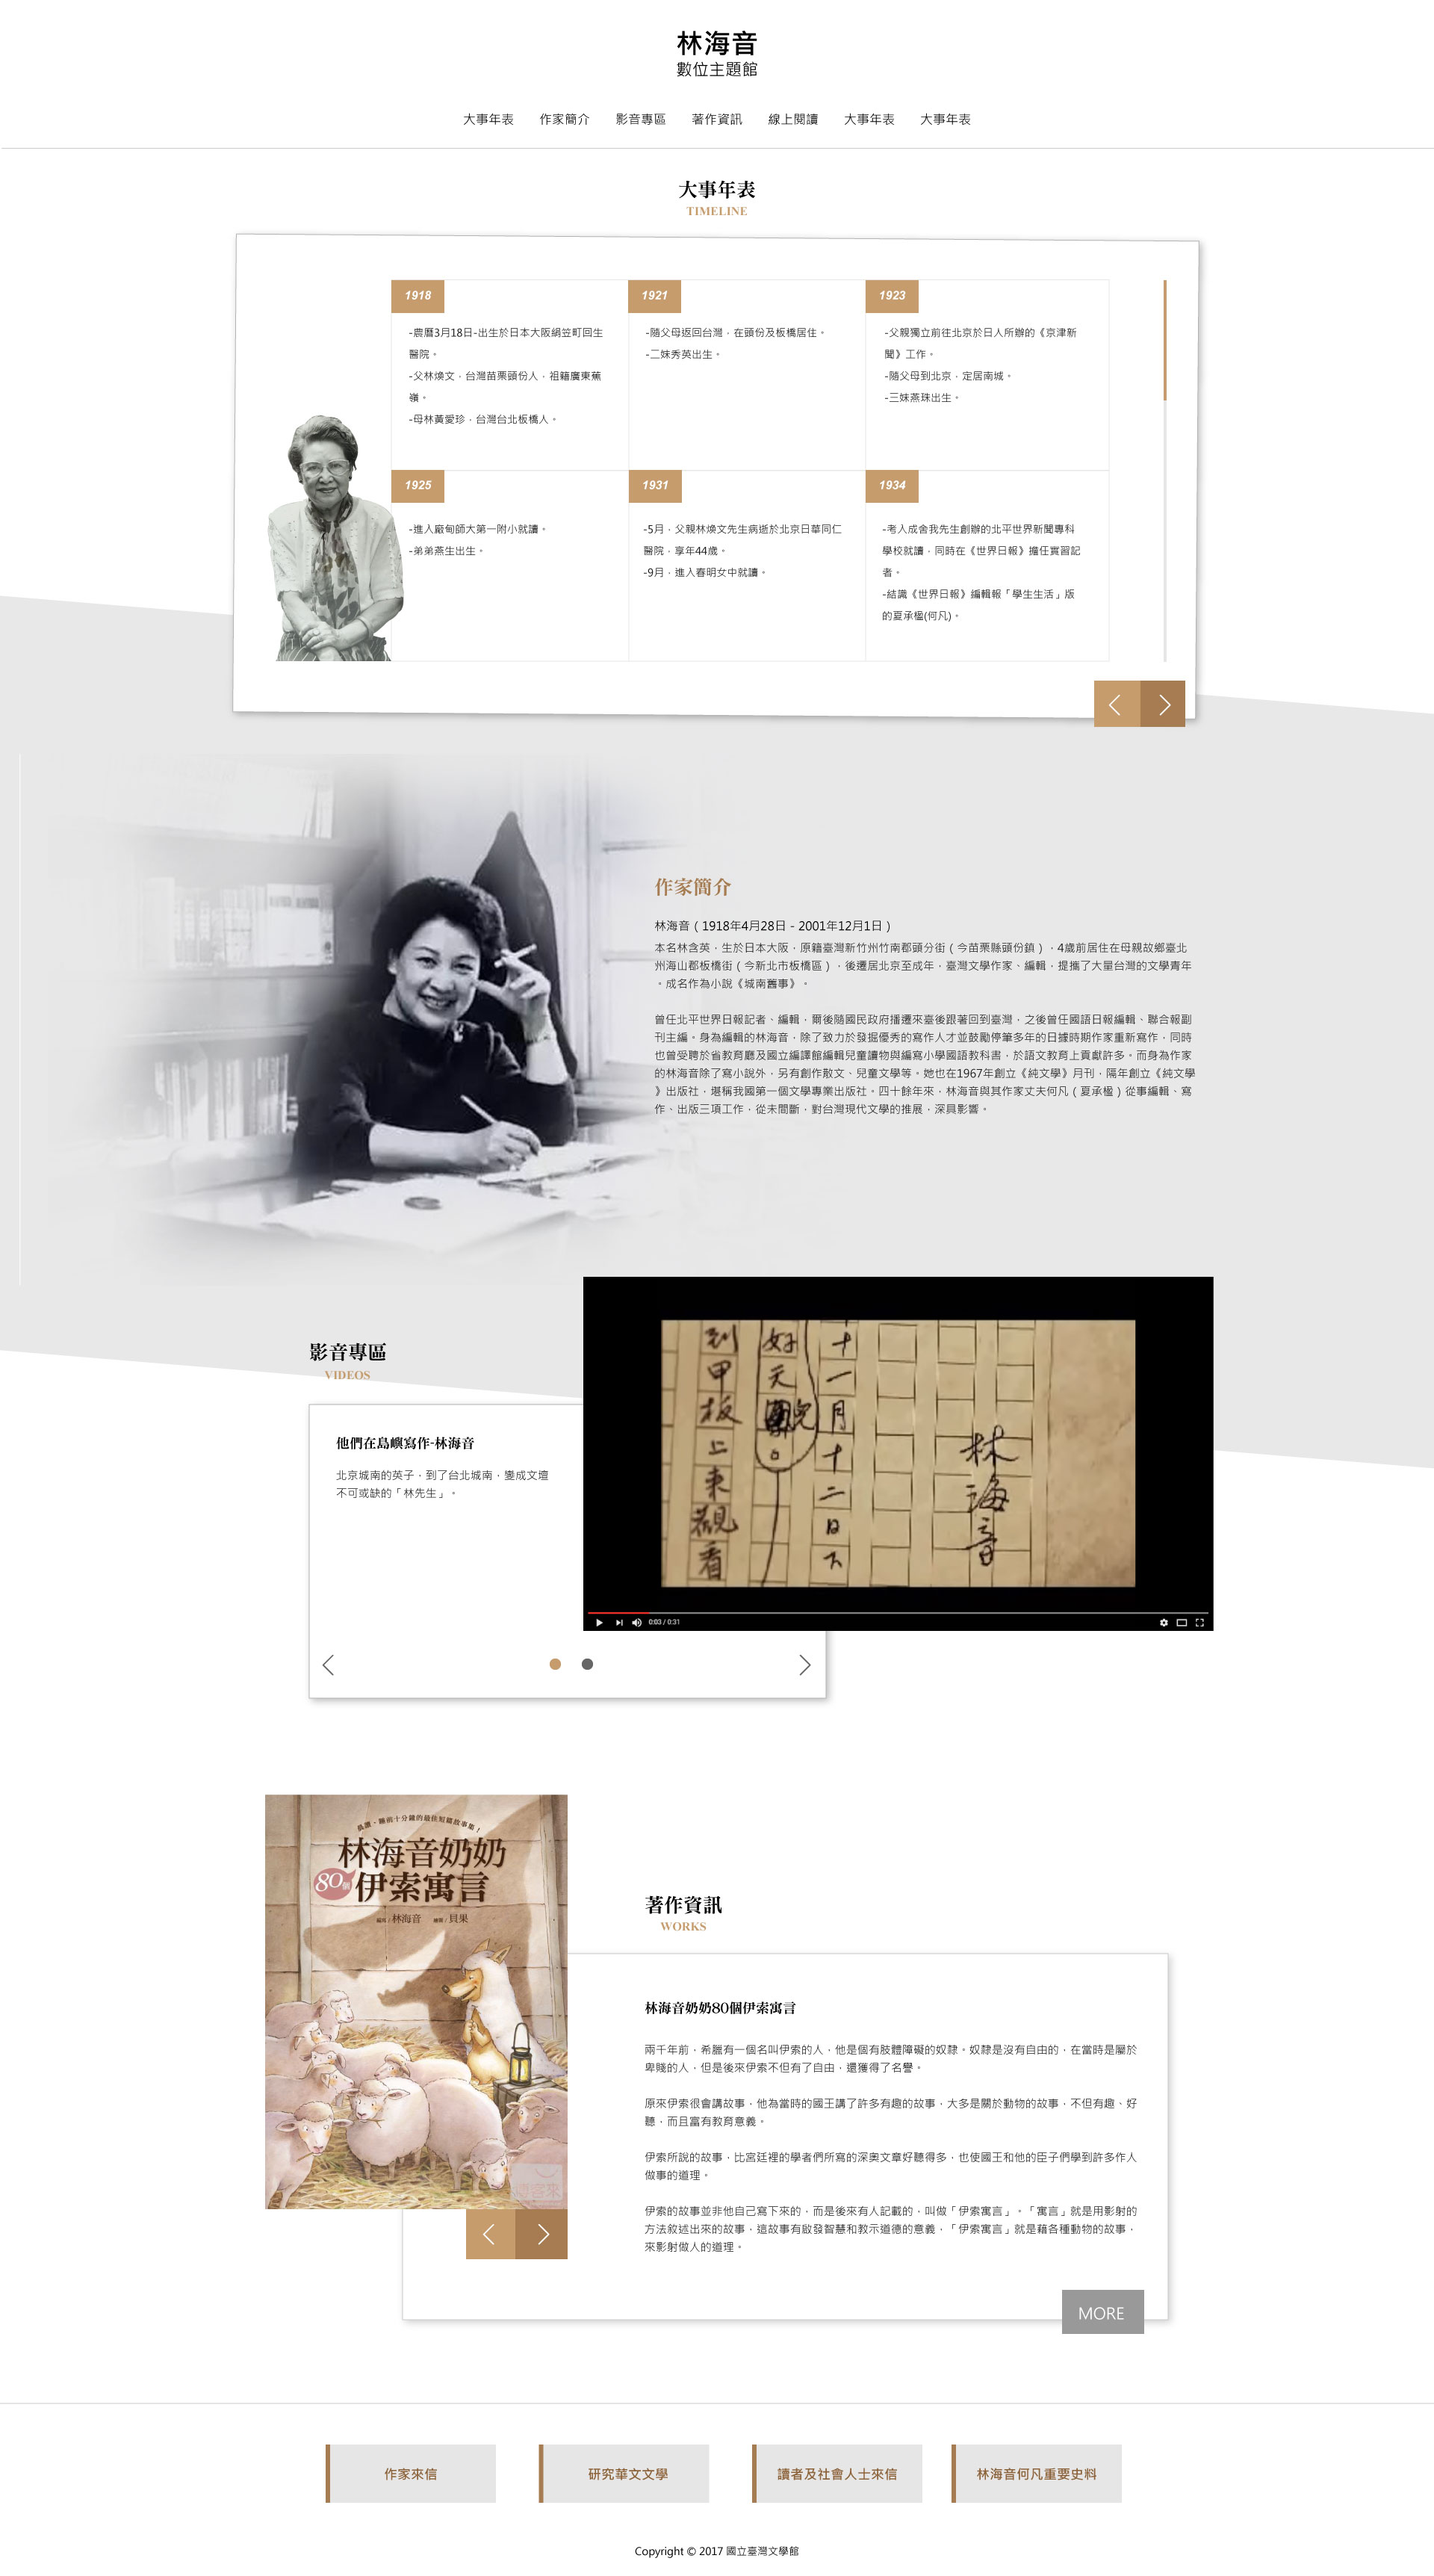 林海音
數位主題館
大事年表 作家簡介 影音專區 著作資訊 線上閱讀 大事年表 大事年表
大事年表
TIMELINE
1918
-農曆3月18日-出生於日本大阪絹笠町回生
醫院。
-父林煥文，台灣苗栗頭份人，祖籍廣東蕉
嶺。
-母林黃愛珍，台灣台北板橋人。
1921
-隨父母返回台灣，在頭份及板橋居住。
-二妹秀英出生。
1923
-父親獨立前往北京於日人所辦的《京津新
聞》工作。
-隨父母到北京，定居南城。
-三妹燕珠出生。
1925
-進入廠甸師大第一附小就讀。
-弟弟燕生出生。
1931
-5月，父親林煥文先生病逝於北京日華同仁
醫院，享年44歲。
-9月，進入春明女中就讀。
1934
-考入成舍我先生創辦的北平世界新聞專科
學校就讀，同時在《世界日報》擔任實習記
者。
-結識《世界日報》編輯報「學生生活」版
的夏承楹(何凡)。
作家簡介
林海音（1918年4月28日－2001年12月1日）
本名林含英，生於日本大阪，原籍臺灣新竹州竹南郡頭分街（今苗栗縣頭份鎮），4歲前居住在母親故鄉臺北
州海山郡板橋街（今新北市板橋區），後遷居北京至成年，臺灣文學作家、編輯，提攜了大量台灣的文學青年
。成名作為小說《城南舊事》。
曾任北平世界日報記者、編輯，爾後隨國民政府播遷來臺後跟著回到臺灣，之後曾任國語日報編輯、聯合報副
刊主編。身為編輯的林海音，除了致力於發掘優秀的寫作人才並鼓勵停筆多年的日據時期作家重新寫作，同時
也曾受聘於省教育廳及國立編譯館編輯兒童讀物與編寫小學國語教科書，於語文教育上貢獻許多。而身為作家
的林海音除了寫小說外，另有創作散文、兒童文學等。她也在1967年創立《純文學》月刊，隔年創立《純文學
》出版社，堪稱我國第一個文學專業出版社。四十餘年來，林海音與其作家丈夫何凡（夏承楹）從事編輯、寫
作、出版三項工作，從未間斷，對台灣現代文學的推展，深具影響。
影音專區
VIDEOS
他們在島嶼寫作-林海音
北京城南的英子，到了台北城南，變成文壇
不可或缺的「林先生」。
林海音
十一月十二日下
好天
到甲板上來觀看
0:03 / 0:31
晨讀、睡前十分鐘的最佳短篇故事集！
林海音奶奶
80個
伊索寓言
編寫/林海音 繪圖/貝果
著作資訊
WORKS
林海音奶奶80個伊索寓言
兩千年前，希臘有一個名叫伊索的人，他是個有肢體障礙的奴隸。奴隸是沒有自由的，在當時是屬於
卑賤的人，但是後來伊索不但有了自由，還獲得了名譽。
原來伊索很會講故事，他為當時的國王講了許多有趣的故事，大多是關於動物的故事，不但有趣、好
聽，而且富有教育意義。
伊索所說的故事，比宮廷裡的學者們所寫的深奧文章好聽得多，也使國王和他的臣子們學到許多作人
做事的道理。
伊索的故事並非他自己寫下來的，而是後來有人記載的，叫做「伊索寓言」。「寓言」就是用影射的
方法敘述出來的故事，這故事有啟發智慧和教示道德的意義，「伊索寓言」就是藉各種動物的故事，
來影射做人的道理。
MORE
作家來信
研究華文文學
讀者及社會人士來信
林海音何凡重要史料
Copyright © 2017 國立臺灣文學館